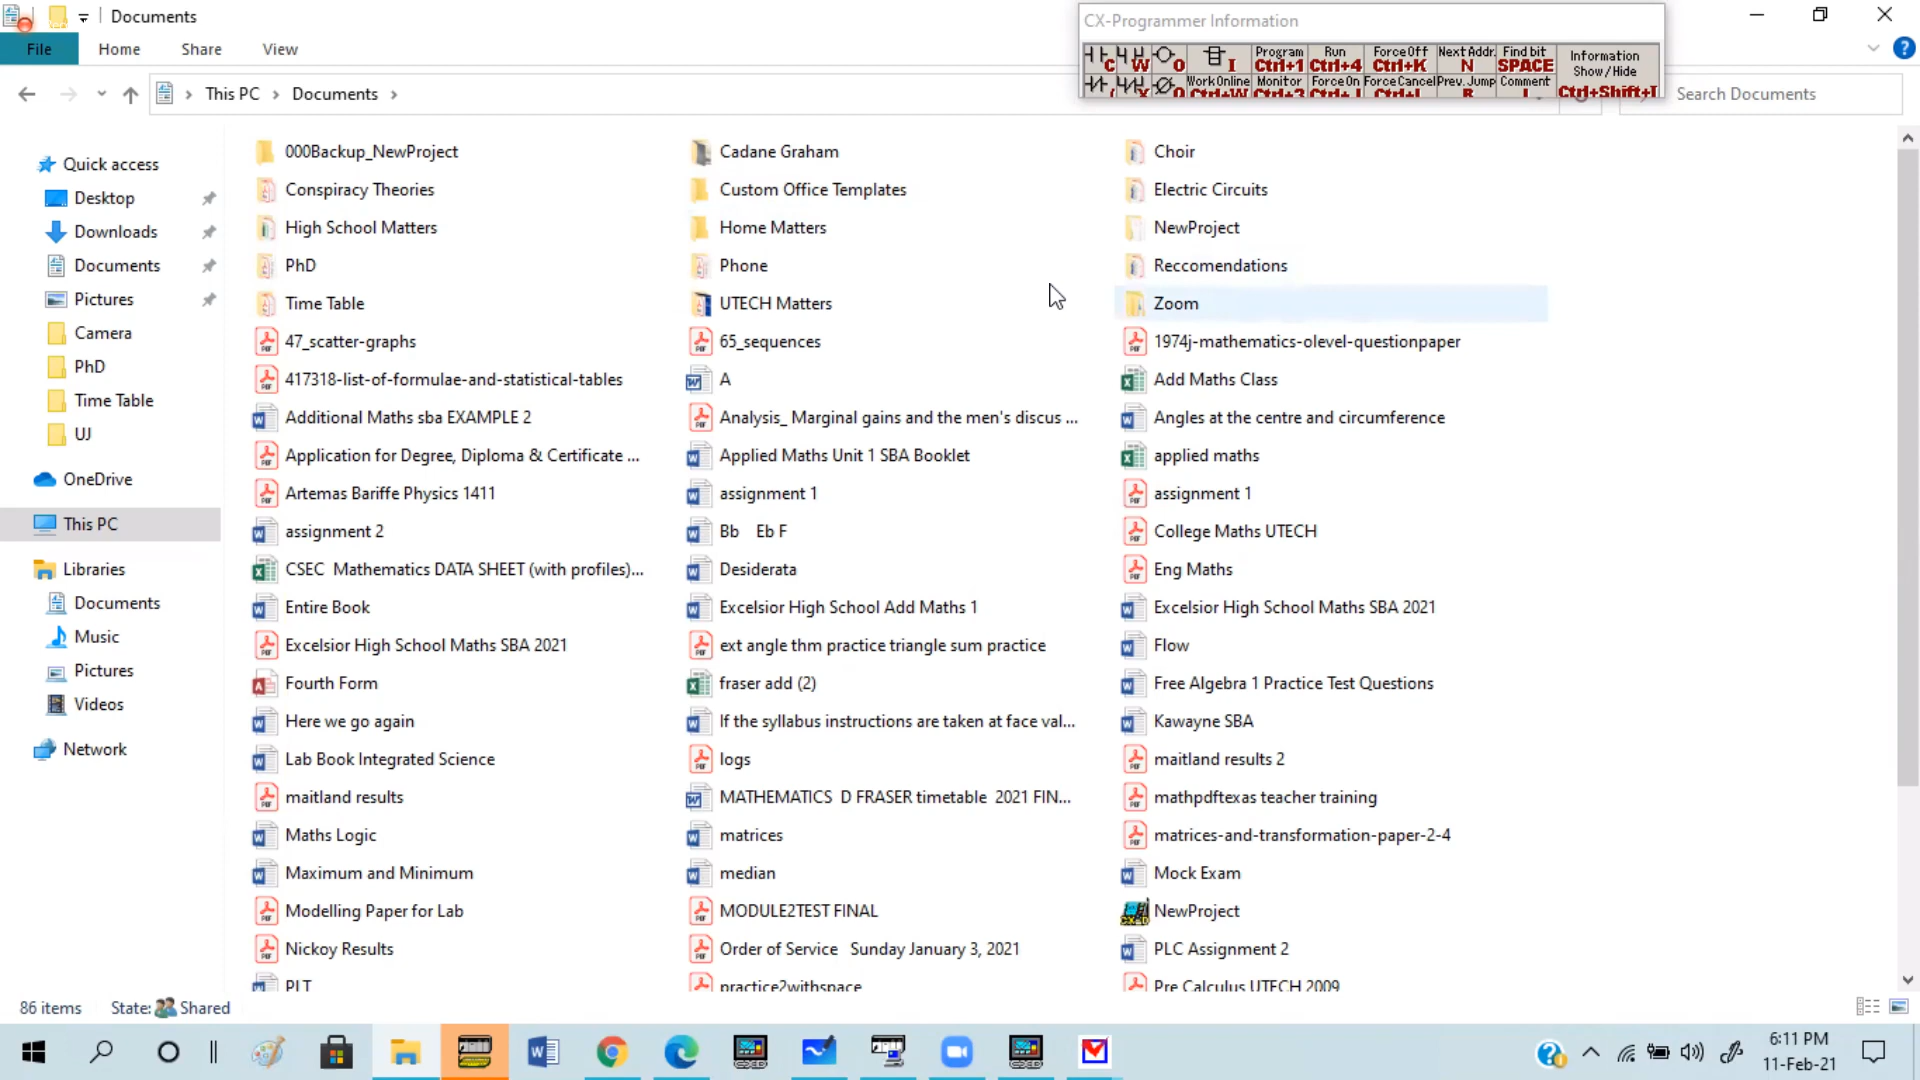 Documents
CX-Programmer Information
File
Home
Share
View
C W O I
Program Ctrl+1
Run Ctrl+4
Force Off Ctrl+K
Next Addr. N
Find bit SPACE
Information Show/Hide Ctrl+Shift+I
Work Online Ctrl+W
Monitor Ctrl+3
Force On Ctrl+J
Force Cancel Ctrl+L
Prev. Jump B
Comment
This PC
Documents
Search Documents
Quick access
Desktop
Downloads
Documents
Pictures
Camera
PhD
Time Table
UJ
OneDrive
This PC
Libraries
Documents
Music
Pictures
Videos
Network
000Backup_NewProject
Cadane Graham
Choir
Conspiracy Theories
Custom Office Templates
Electric Circuits
High School Matters
Home Matters
NewProject
PhD
Phone
Reccomendations
Time Table
UTECH Matters
Zoom
47_scatter-graphs
65_sequences
1974j-mathematics-olevel-questionpaper
417318-list-of-formulae-and-statistical-tables
A
Add Maths Class
Additional Maths sba EXAMPLE 2
Analysis_ Marginal gains and the men's discus ...
Angles at the centre and circumference
Application for Degree, Diploma & Certificate ...
Applied Maths Unit 1 SBA Booklet
applied maths
Artemas Bariffe Physics 1411
assignment 1
assignment 1
assignment 2
Bb Eb F
College Maths UTECH
CSEC Mathematics DATA SHEET (with profiles)...
Desiderata
Eng Maths
Entire Book
Excelsior High School Add Maths 1
Excelsior High School Maths SBA 2021
Excelsior High School Maths SBA 2021
ext angle thm practice triangle sum practice
Flow
Fourth Form
fraser add (2)
Free Algebra 1 Practice Test Questions
Here we go again
If the syllabus instructions are taken at face val...
Kawayne SBA
Lab Book Integrated Science
logs
maitland results 2
maitland results
MATHEMATICS D FRASER timetable 2021 FIN...
mathpdftexas teacher training
Maths Logic
matrices
matrices-and-transformation-paper-2-4
Maximum and Minimum
median
Mock Exam
Modelling Paper for Lab
MODULE2TEST FINAL
NewProject
Nickoy Results
Order of Service Sunday January 3, 2021
PLC Assignment 2
PLT
practice2withspace
Pre Calculus UTECH 2009
86 items
State: Shared
6:11 PM
11-Feb-21